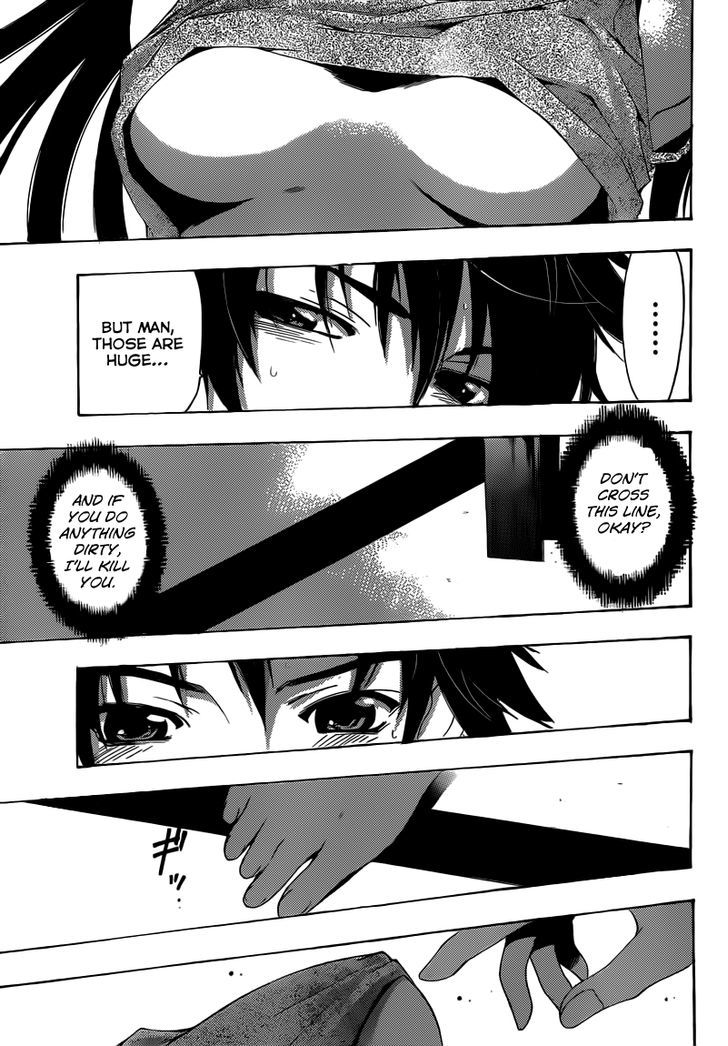 ......
BUT MAN,
THOSE ARE
HUGE...
DON'T
CROSS
THIS LINE,
OKAY?
AND IF
YOU DO
ANYTHING
DIRTY,
I'LL KILL
YOU.
ギッ